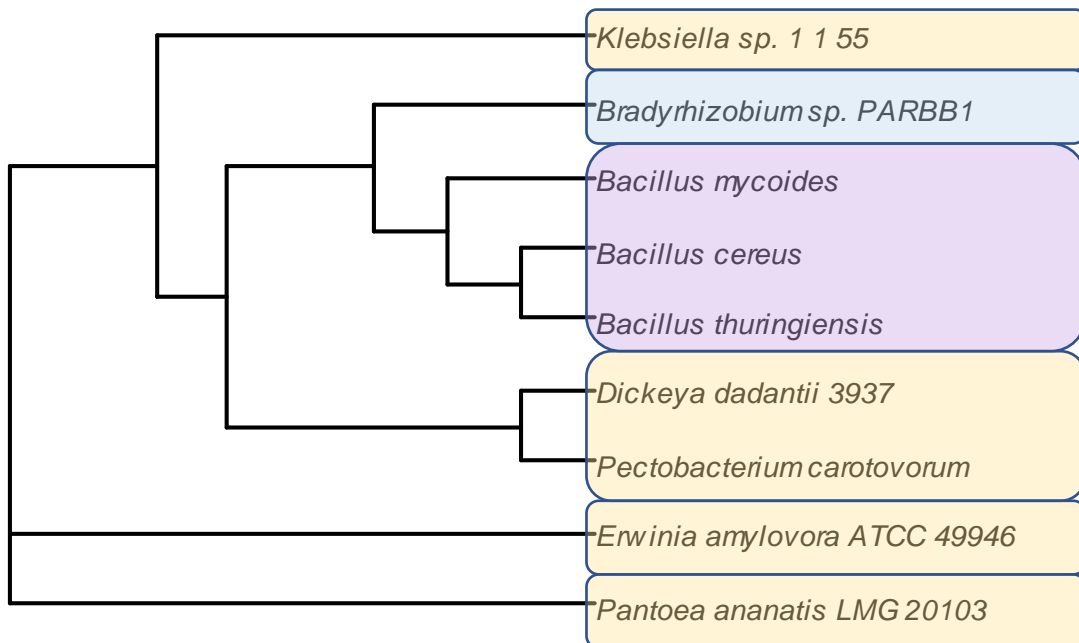 Klebsiella sp. 1 1 55
Bradyrhizobium sp. PARBB1
Bacillus mycoides
Bacillus cereus
Bacillus thuringiensis
Dickeya dadantii 3937
Pectobacterium carotovorum
Erwinia amylovora ATCC 49946
Pantoea ananatis LMG 20103